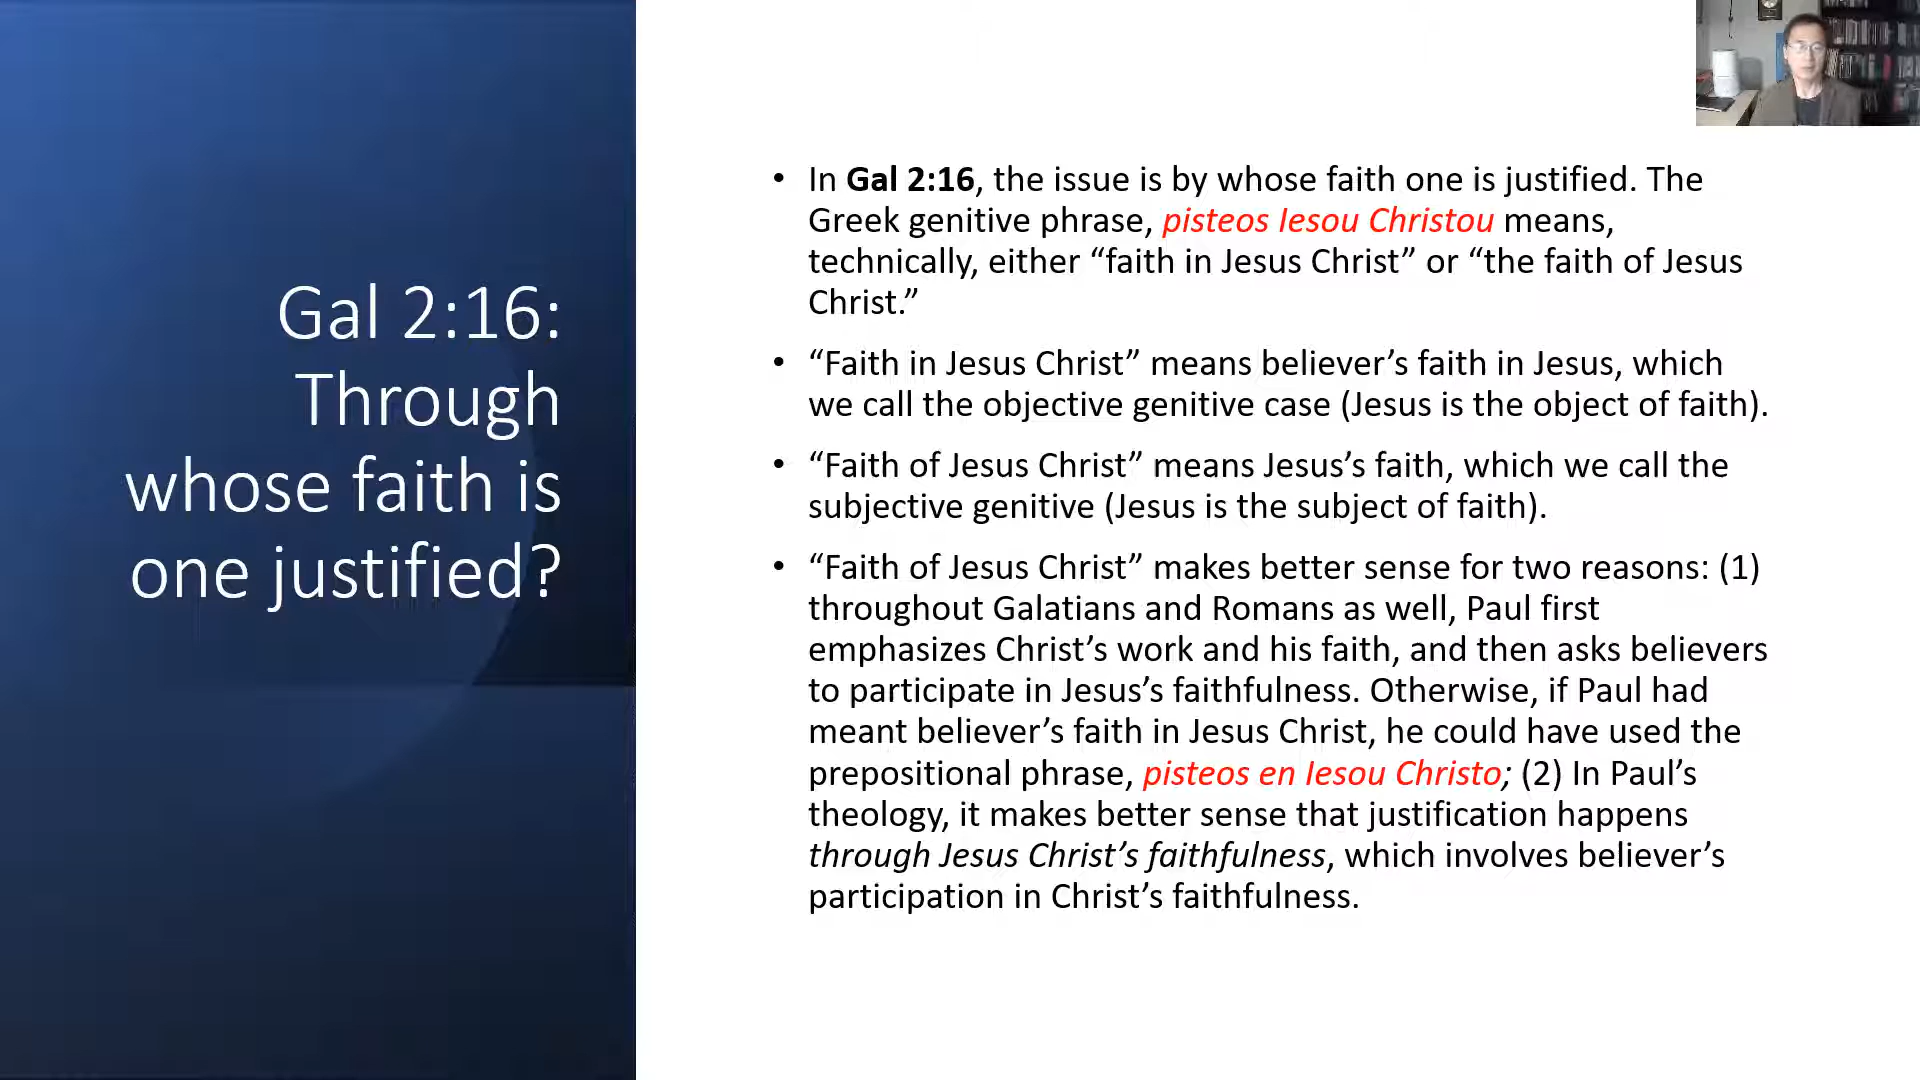 Gal 2:16:
Through
whose faith is
one justified?
• In Gal 2:16, the issue is by whose faith one is justified. The
Greek genitive phrase, pisteos Iesou Christou means,
technically, either “faith in Jesus Christ” or “the faith of Jesus
Christ.”
• “Faith in Jesus Christ” means believer’s faith in Jesus, which
we call the objective genitive case (Jesus is the object of faith).
• “Faith of Jesus Christ” means Jesus’s faith, which we call the
subjective genitive (Jesus is the subject of faith).
• “Faith of Jesus Christ” makes better sense for two reasons: (1)
throughout Galatians and Romans as well, Paul first
emphasizes Christ’s work and his faith, and then asks believers
to participate in Jesus’s faithfulness. Otherwise, if Paul had
meant believer’s faith in Jesus Christ, he could have used the
prepositional phrase, pisteos en Iesou Christo; (2) In Paul’s
theology, it makes better sense that justification happens
through Jesus Christ’s faithfulness, which involves believer’s
participation in Christ’s faithfulness.